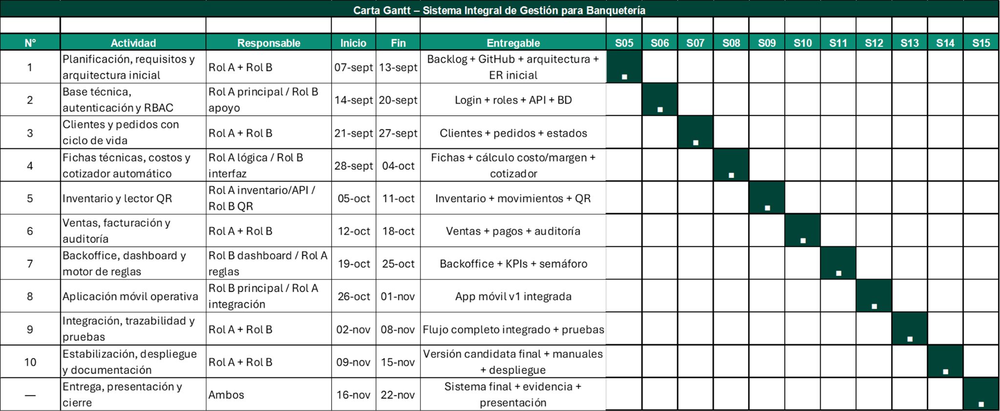 Carta Gantt – Sistema Integral de Gestión para Banquetería
N° Actividad Responsable Inicio Fin Entregable S05 S06 S07 S08 S09 S10 S11 S12 S13 S14 S15
1 Planificación, requisitos y arquitectura inicial Rol A + Rol B 07-sept 13-sept Backlog + GitHub + arquitectura + ER inicial
2 Base técnica, autenticación y RBAC Rol A principal / Rol B apoyo 14-sept 20-sept Login + roles + API + BD
3 Clientes y pedidos con ciclo de vida Rol A + Rol B 21-sept 27-sept Clientes + pedidos + estados
4 Fichas técnicas, costos y cotizador automático Rol A lógica / Rol B interfaz 28-sept 04-oct Fichas + cálculo costo/margen + cotizador
5 Inventario y lector QR Rol A inventario/API / Rol B QR 05-oct 11-oct Inventario + movimientos + QR
6 Ventas, facturación y auditoría Rol A + Rol B 12-oct 18-oct Ventas + pagos + auditoría
7 Backoffice, dashboard y motor de reglas Rol B dashboard / Rol A reglas 19-oct 25-oct Backoffice + KPIs + semáforo
8 Aplicación móvil operativa Rol B principal / Rol A integración 26-oct 01-nov App móvil v1 integrada
9 Integración, trazabilidad y pruebas Rol A + Rol B 02-nov 08-nov Flujo completo integrado + pruebas
10 Estabilización, despliegue y documentación Rol A + Rol B 09-nov 15-nov Versión candidata final + manuales + despliegue
— Entrega, presentación y cierre Ambos 16-nov 22-nov Sistema final + evidencia + presentación